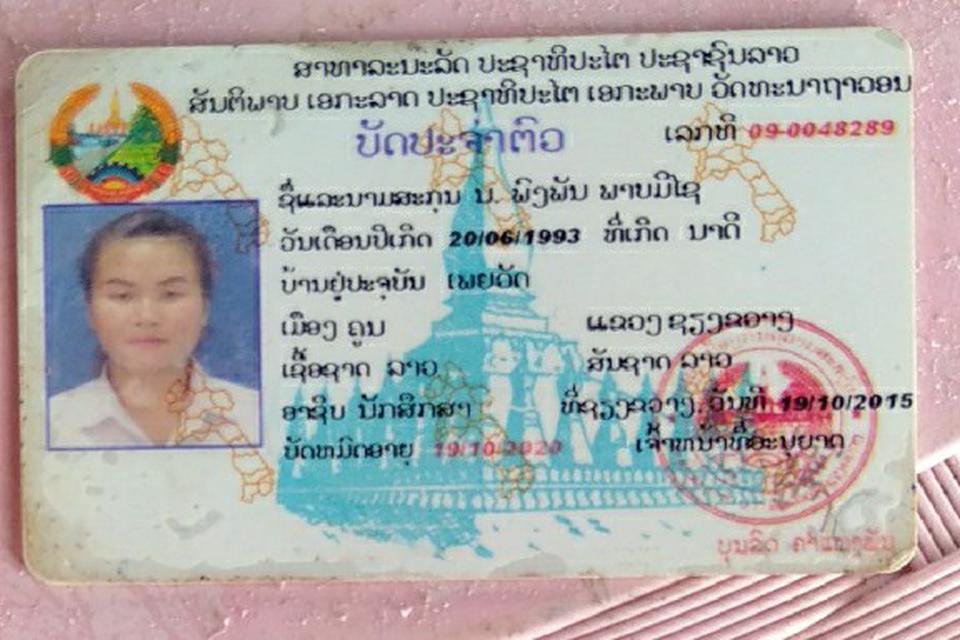 ສາທາລະນະລັດ ປະຊາທິປະໄຕ ປະຊາຊົນລາວ
ສັນຕິພາບ ເອກະລາດ ປະຊາທິປະໄຕ ເອກະພາບ ວັດທະນາຖາວອນ
ບັດປະຈຳຕົວ ເລກທີ 09-0048289
ຊື່ແລະນາມສະກຸນ ນ. ພົງພັນ ພາບມີໄຊ
ວັນເດືອນປີເກີດ 20/06/1993 ທີ່ເກີດ ນາດີ
ບ້ານຢູ່ປະຈຸບັນ ເພຍວັດ
ເມືອງ ຄູນ ແຂວງ ຊຽງຂວາງ
ເຊື້ອຊາດ ລາວ ສັນຊາດ ລາວ
ອາຊີບ ນັກສຶກສາ ທີ່ຊຽງຂວາງ, ວັນທີ 19/10/2015
ບັດຫມົດອາຍຸ 19/10/2020 ເຈົ້າຫນ້າທີ່ອະນຸຍາດ